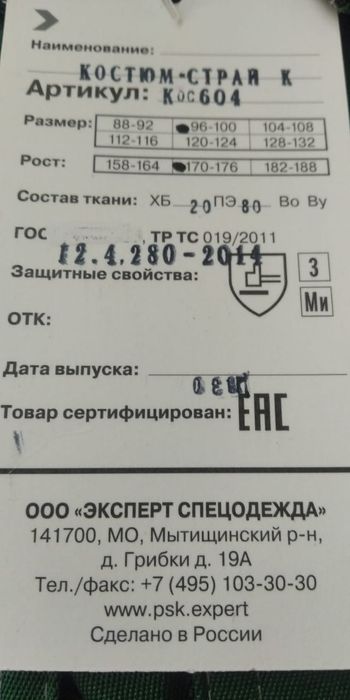 Наименование:
КОСТЮМ-СТРАЙ К
Артикул: Кос604
Размер: 88-92 96-100 104-108
112-116 120-124 128-132
Рост: 158-164 170-176 182-188
Состав ткани: ХБ 20 ПЭ 80 Во Ву
ГОС , ТР ТС 019/2011
12.4.280-2014
Защитные свойства: З
Ми
ОТК:
Дата выпуска:
Товар сертифицирован: ЕАС
ООО «ЭКСПЕРТ СПЕЦОДЕЖДА»
141700, МО, Мытищинский р-н,
д. Грибки д. 19А
Тел./факс: +7 (495) 103-30-30
www.psk.expert
Сделано в России